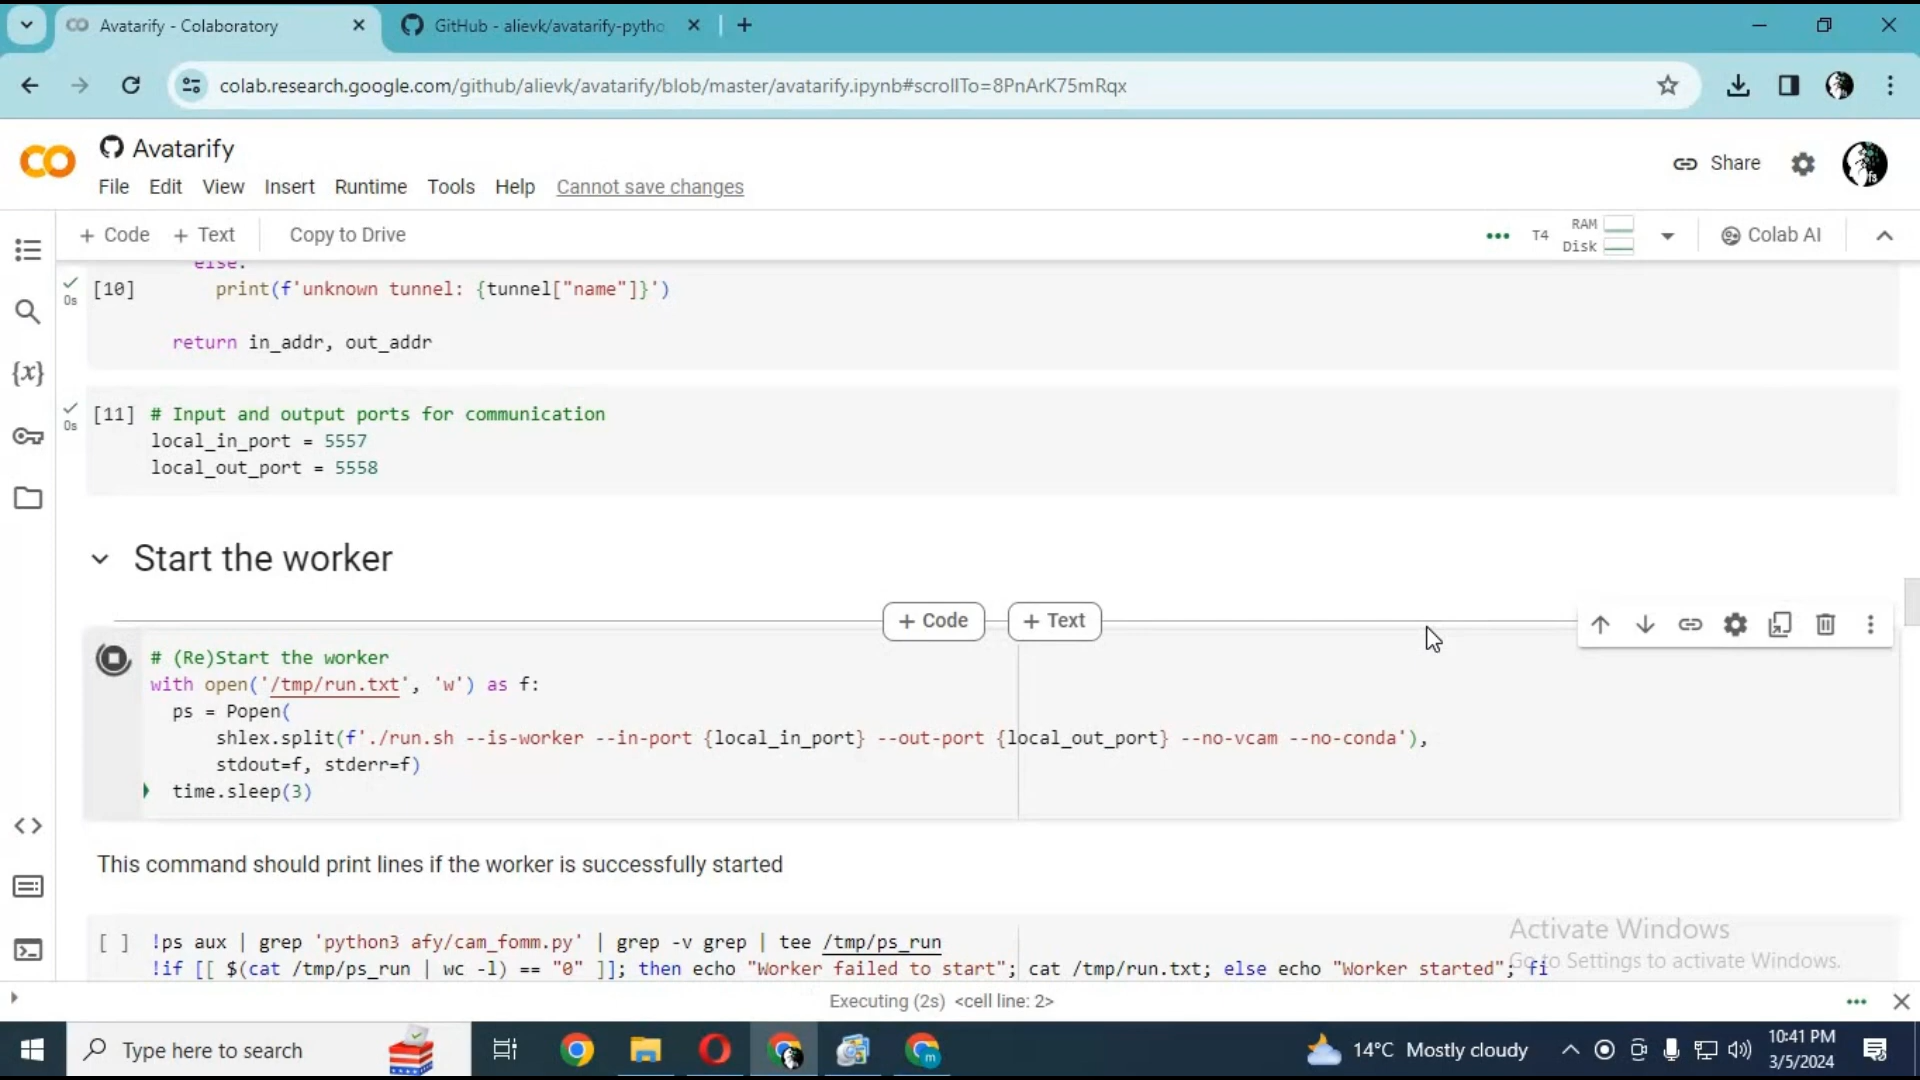 Avatarify - Colaboratory
GitHub - alievk/avatarify-pytho
colab.research.google.com/github/alievk/avatarify/blob/master/avatarify.ipynb#scrollTo=8PnArK75mRqx
CO
Avatarify
Share
File Edit View Insert Runtime Tools Help Cannot save changes
+ Code + Text Copy to Drive
T4
RAM
Disk
Colab AI
else:
0s [10] print(f'unknown tunnel: {tunnel["name"]}')
return in_addr, out_addr
0s [11] # Input and output ports for communication
local_in_port = 5557
local_out_port = 5558
{x}
Start the worker
+ Code + Text
# (Re)Start the worker
with open('/tmp/run.txt', 'w') as f:
ps = Popen(
shlex.split(f'./run.sh --is-worker --in-port {local_in_port} --out-port {local_out_port} --no-vcam --no-conda'),
stdout=f, stderr=f)
time.sleep(3)
This command should print lines if the worker is successfully started
[ ] !ps aux | grep 'python3 afy/cam_fomm.py' | grep -v grep | tee /tmp/ps_run
!if [[ $(cat /tmp/ps_run | wc -l) == "0" ]]; then echo "Worker failed to start"; cat /tmp/run.txt; else echo "Worker started"; fi
Activate Windows
Go to Settings to activate Windows.
Executing (2s) <cell line: 2>
Type here to search
14°C Mostly cloudy
10:41 PM
3/5/2024